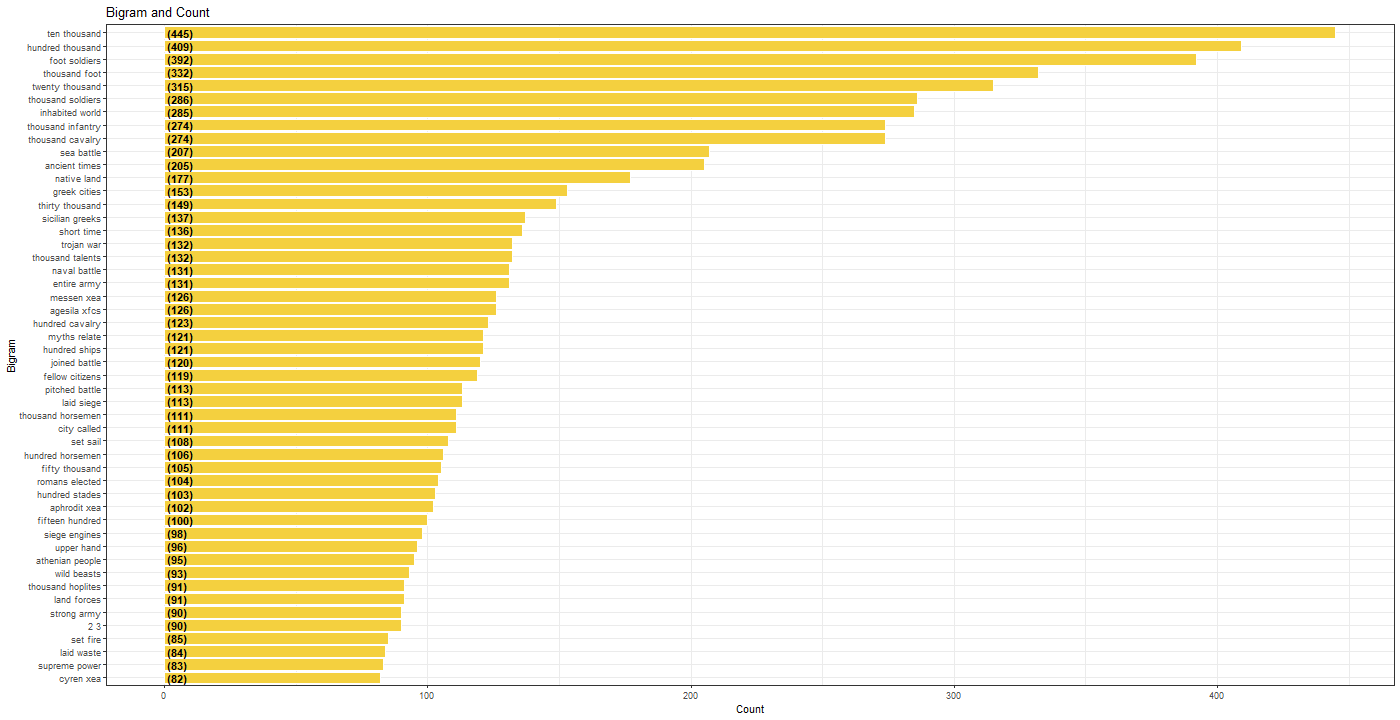 Bigram and Count
ten thousand (445)
hundred thousand (409)
foot soldiers (392)
thousand foot (332)
twenty thousand (315)
thousand soldiers (286)
inhabited world (285)
thousand infantry (274)
thousand cavalry (274)
sea battle (207)
ancient times (205)
native land (177)
greek cities (153)
thirty thousand (149)
sicilian greeks (137)
short time (136)
trojan war (132)
thousand talents (132)
naval battle (131)
entire army (131)
messen xea (126)
agesila xfcs (126)
hundred cavalry (123)
myths relate (121)
hundred ships (121)
joined battle (120)
fellow citizens (119)
pitched battle (113)
laid siege (113)
thousand horsemen (111)
city called (111)
set sail (108)
hundred horsemen (106)
fifty thousand (105)
romans elected (104)
hundred stades (103)
aphrodit xea (102)
fifteen hundred (100)
siege engines (98)
upper hand (96)
athenian people (95)
wild beasts (93)
thousand hoplites (91)
land forces (91)
strong army (90)
2 3 (90)
set fire (85)
laid waste (84)
supreme power (83)
cyren xea (82)
0 100 200 300 400
Count
Bigram